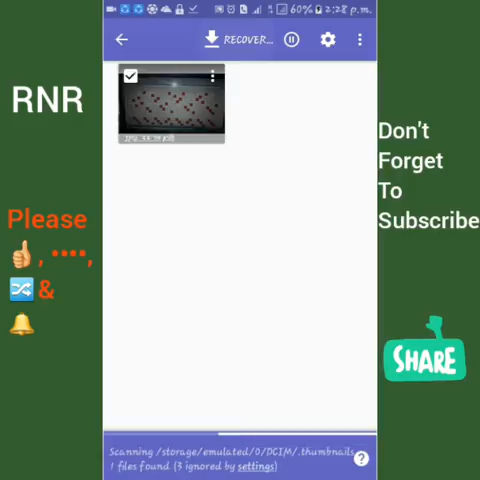 60% 2:28 p.m.
RECOVER...
RNR
Don't
Forget
To
Subscribe
Please
👍, ••••,
🔀 &
🔔
SHARE
Scanning /storage/emulated/0/DCIM/.thumbnails
1 files found (3 ignored by settings)
?